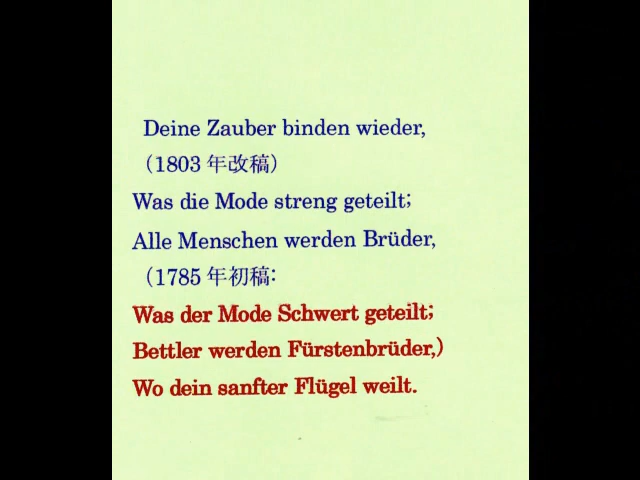 Deine Zauber binden wieder,
（1803 年改稿）
Was die Mode streng geteilt;
Alle Menschen werden Brüder,
（1785 年初稿:
Was der Mode Schwert geteilt;
Bettler werden Fürstenbrüder,)
Wo dein sanfter Flügel weilt.